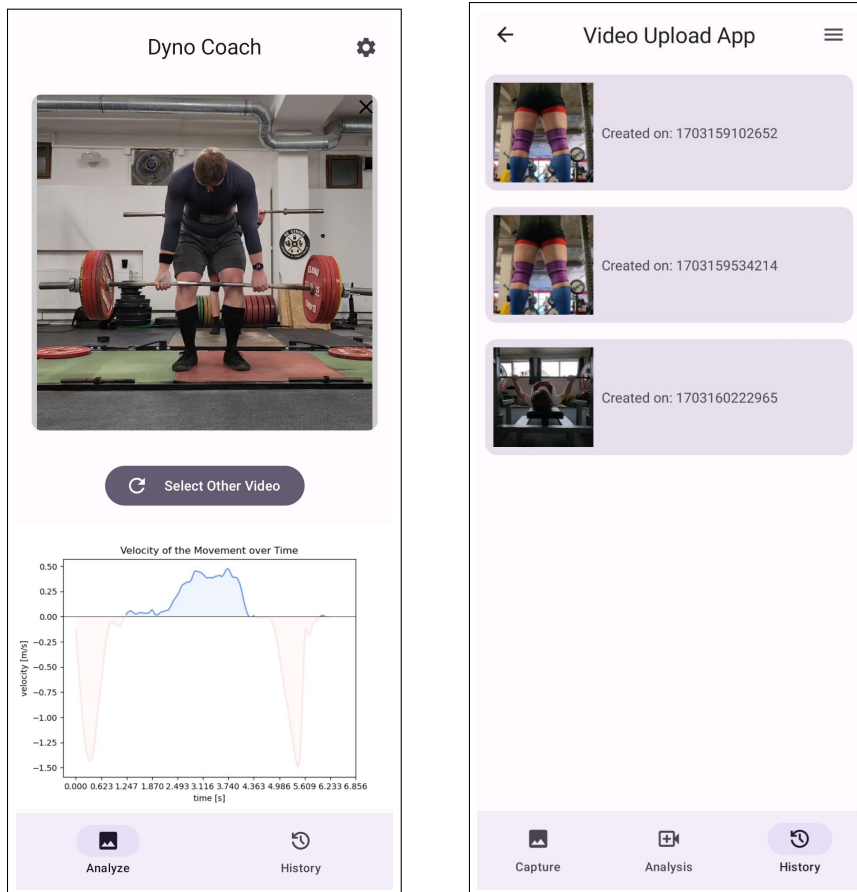 Dyno Coach
Select Other Video
Velocity of the Movement over Time
velocity [m/s]
0.50
0.25
0.00
−0.25
−0.50
−0.75
−1.00
−1.25
−1.50
0.000 0.623 1.247 1.870 2.493 3.116 3.740 4.363 4.986 5.609 6.233 6.856
time [s]
Analyze
History
Video Upload App
Created on: 1703159102652
Created on: 1703159534214
Created on: 1703160222965
Capture
Analysis
History